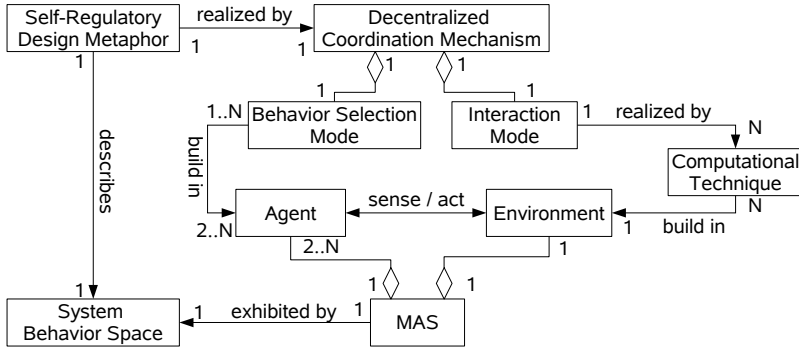 Self-Regulatory
Design Metaphor
realized by
1
1
Decentralized
Coordination Mechanism
1
1
1
1
1
1..N
Behavior Selection
Mode
Interaction
Mode
1
realized by
N
Computational
Technique
N
build in
describes
Agent
sense / act
Environment
2..N
2..N
1
1
build in
1
1
1
System
Behavior Space
1
exhibited by
1
MAS